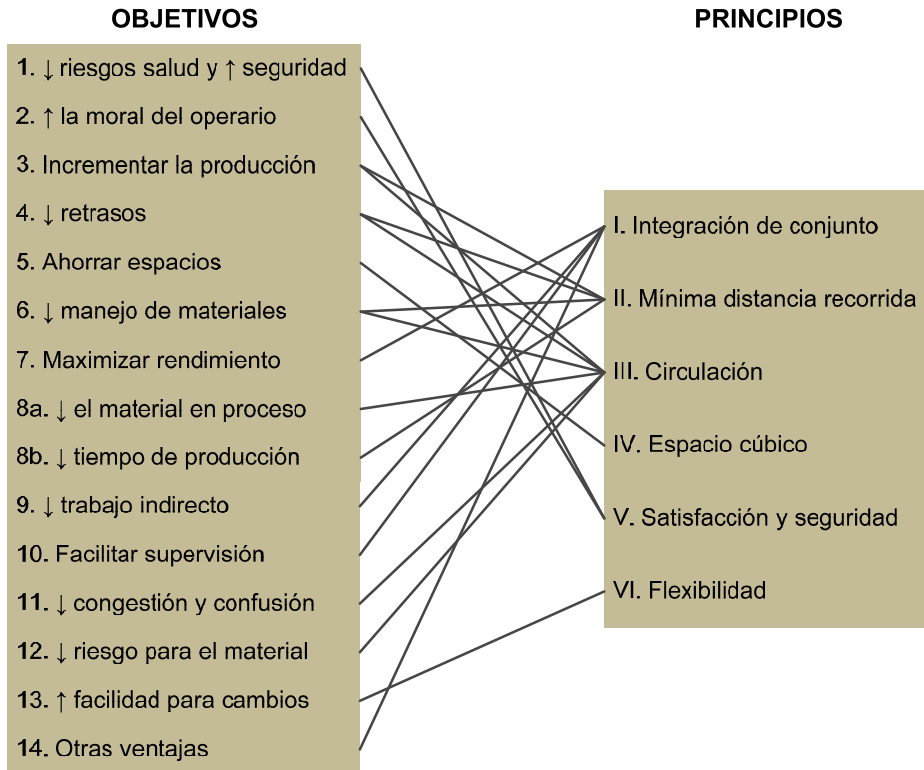 OBJETIVOS
1. ↓ riesgos salud y ↑ seguridad
2. ↑ la moral del operario
3. Incrementar la producción
4. ↓ retrasos
5. Ahorrar espacios
6. ↓ manejo de materiales
7. Maximizar rendimiento
8a. ↓ el material en proceso
8b. ↓ tiempo de producción
9. ↓ trabajo indirecto
10. Facilitar supervisión
11. ↓ congestión y confusión
12. ↓ riesgo para el material
13. ↑ facilidad para cambios
14. Otras ventajas
PRINCIPIOS
I. Integración de conjunto
II. Mínima distancia recorrida
III. Circulación
IV. Espacio cúbico
V. Satisfacción y seguridad
VI. Flexibilidad